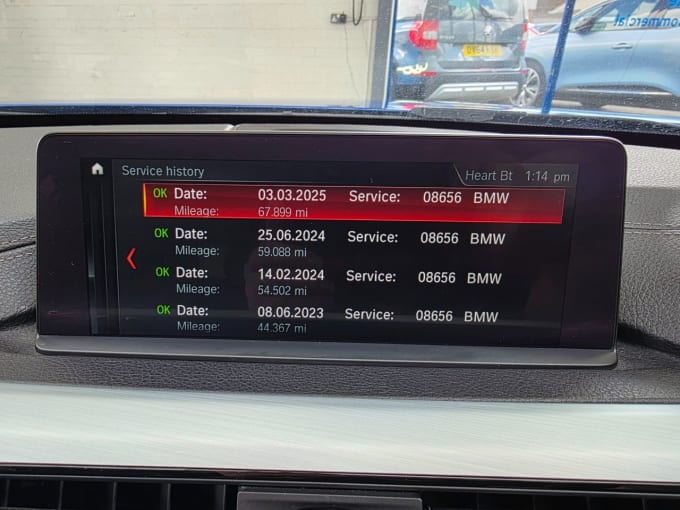 Service history
Heart Bt 1:14 pm
OK Date: 03.03.2025 Service: 08656 BMW
Mileage: 67.899 mi
OK Date: 25.06.2024 Service: 08656 BMW
Mileage: 59.088 mi
OK Date: 14.02.2024 Service: 08656 BMW
Mileage: 54.502 mi
OK Date: 08.06.2023 Service: 08656 BMW
Mileage: 44.367 mi